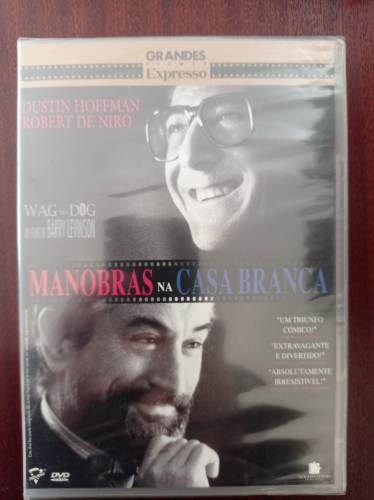 GRANDES
FILMES
Expresso
DUSTIN HOFFMAN
ROBERT DE NIRO
WAG THE DOG
UM FILME DE BARRY LEVINSON
MANOBRAS NA CASA BRANCA
"UM TRIUNFO
CÓMICO!"
"EXTRAVAGANTE
E DIVERTIDO!"
"ABSOLUTAMENTE
IRRESISTÍVEL!"
DVD